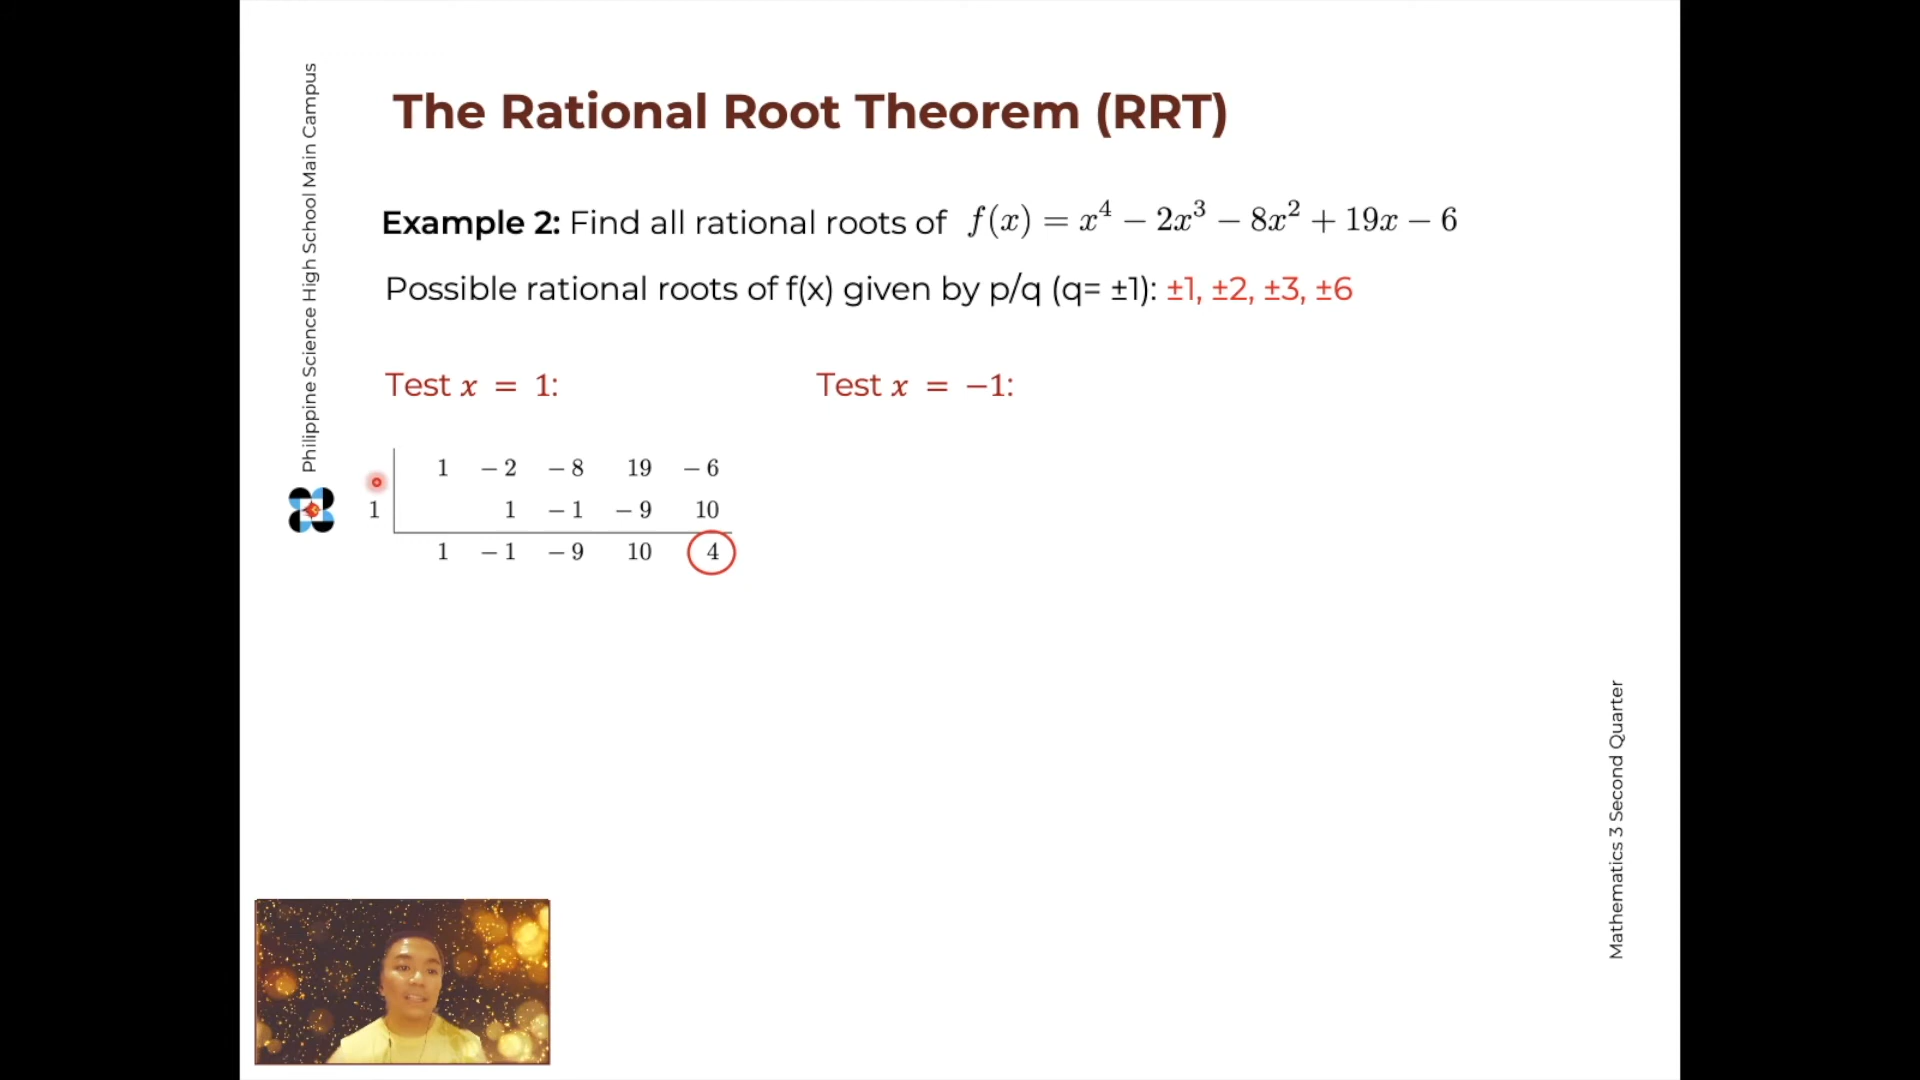 The Rational Root Theorem (RRT)
Philippine Science High School Main Campus
Example 2: Find all rational roots of f(x) = x⁴ − 2x³ − 8x² + 19x − 6
Possible rational roots of f(x) given by p/q (q= ±1): ±1, ±2, ±3, ±6
Test x = 1: Test x = −1:
1 −2 −8 19 −6
1 1 −1 −9 10
1 −1 −9 10 4
Mathematics 3 Second Quarter